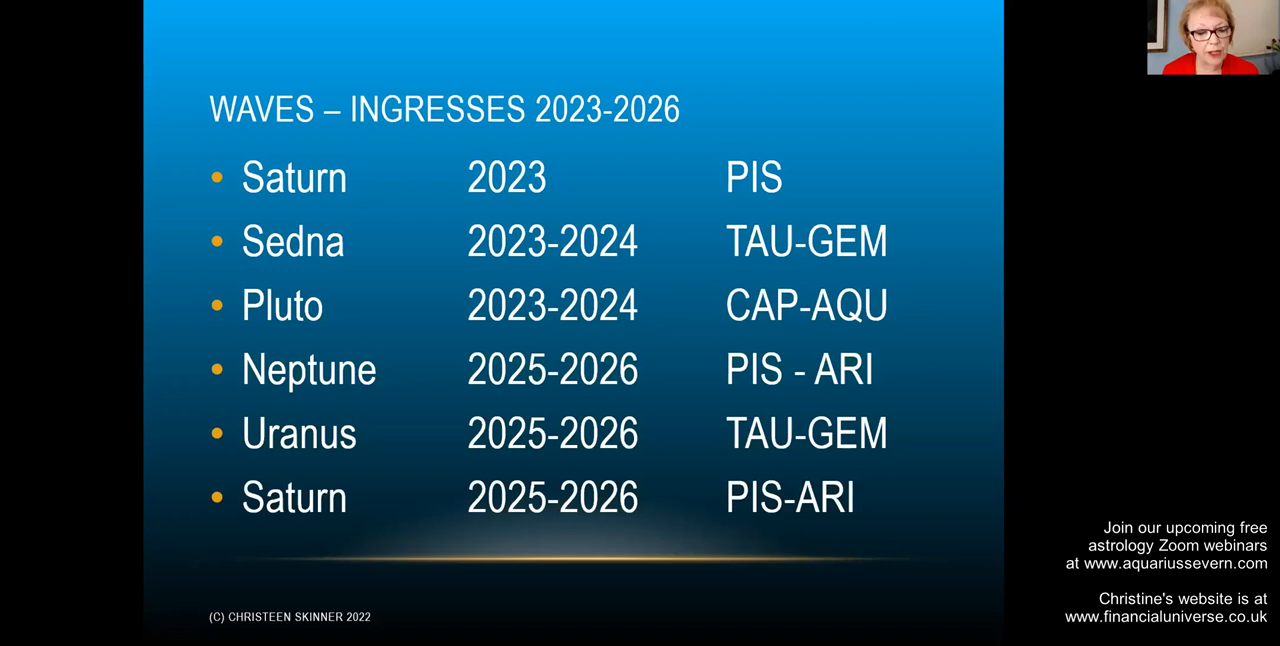 WAVES – INGRESSES 2023-2026
• Saturn 2023 PIS
• Sedna 2023-2024 TAU-GEM
• Pluto 2023-2024 CAP-AQU
• Neptune 2025-2026 PIS - ARI
• Uranus 2025-2026 TAU-GEM
• Saturn 2025-2026 PIS-ARI
(C) CHRISTEEN SKINNER 2022
Join our upcoming free
astrology Zoom webinars
at www.aquariussevern.com
Christine's website is at
www.financialuniverse.co.uk